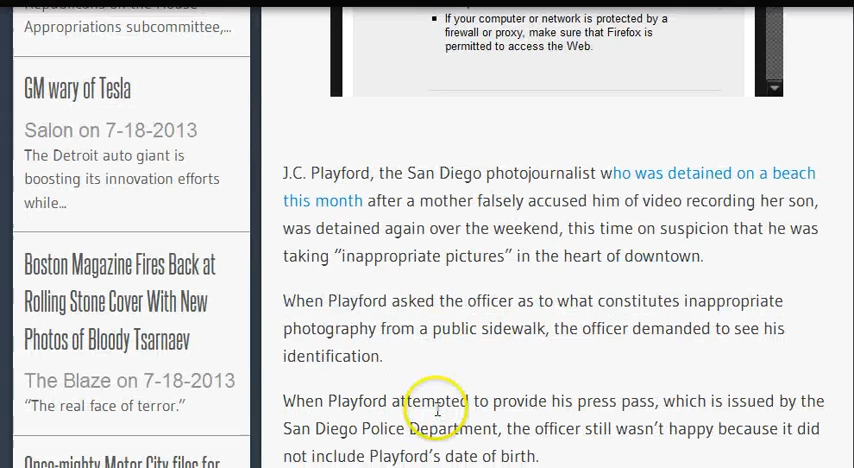 Appropriations subcommittee,...
GM wary of Tesla
Salon on 7-18-2013
The Detroit auto giant is
boosting its innovation efforts
while...
Boston Magazine Fires Back at
Rolling Stone Cover With New
Photos of Bloody Tsarnaev
The Blaze on 7-18-2013
“The real face of terror.”
Once-mighty Motor City files for
▪ If your computer or network is protected by a
firewall or proxy, make sure that Firefox is
permitted to access the Web.
J.C. Playford, the San Diego photojournalist who was detained on a beach
this month after a mother falsely accused him of video recording her son,
was detained again over the weekend, this time on suspicion that he was
taking “inappropriate pictures” in the heart of downtown.
When Playford asked the officer as to what constitutes inappropriate
photography from a public sidewalk, the officer demanded to see his
identification.
When Playford attempted to provide his press pass, which is issued by the
San Diego Police Department, the officer still wasn’t happy because it did
not include Playford’s date of birth.